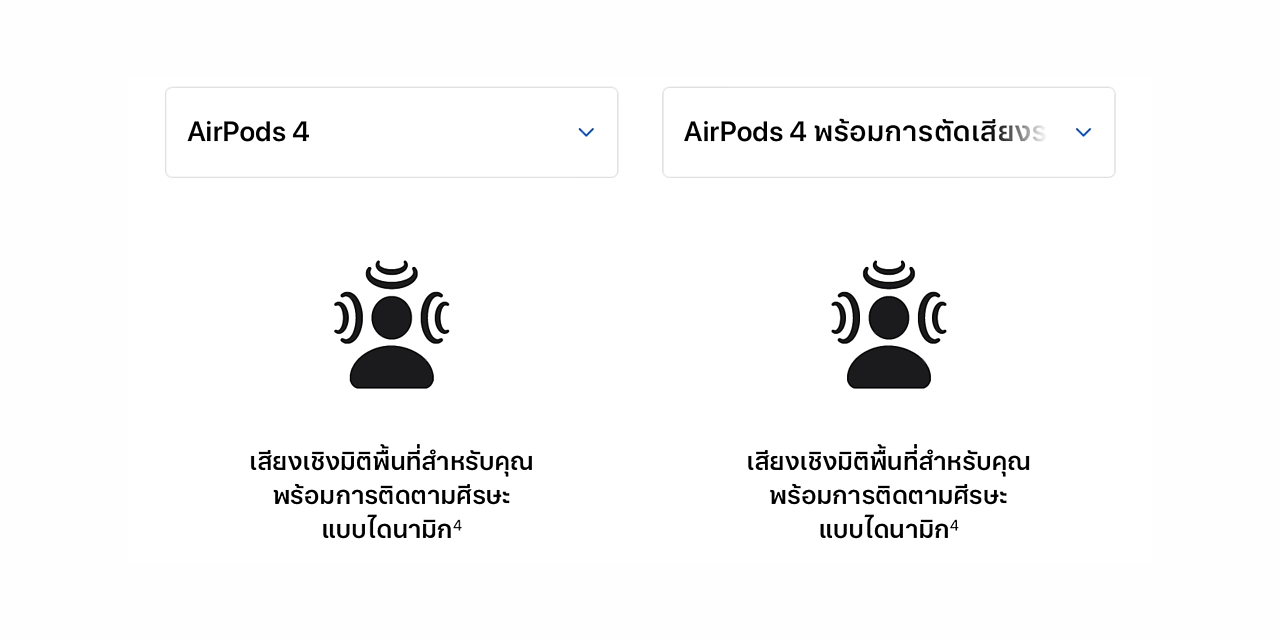 AirPods 4
AirPods 4 พร้อมการตัดเสียง
เสียงเชิงมิติพื้นที่สำหรับคุณ
พร้อมการติดตามศีรษะ
แบบไดนามิก⁴
เสียงเชิงมิติพื้นที่สำหรับคุณ
พร้อมการติดตามศีรษะ
แบบไดนามิก⁴